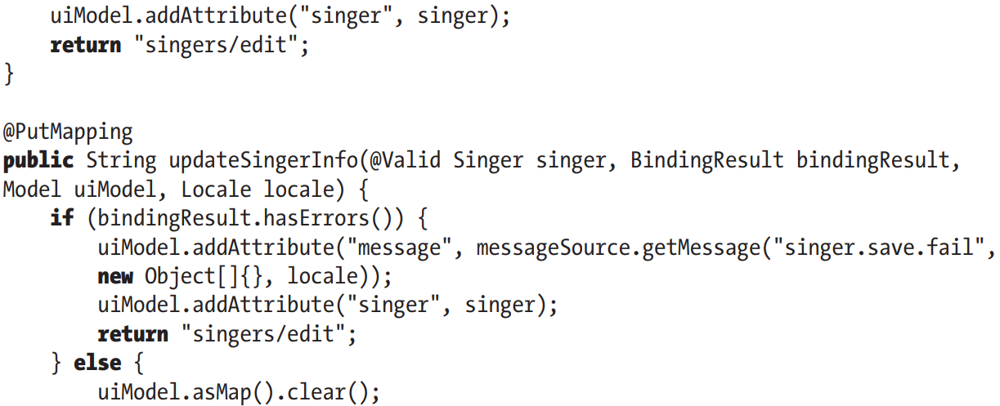 uiModel.addAttribute("singer", singer);
    return "singers/edit";
}

@PutMapping
public String updateSingerInfo(@Valid Singer singer, BindingResult bindingResult,
Model uiModel, Locale locale) {
    if (bindingResult.hasErrors()) {
        uiModel.addAttribute("message", messageSource.getMessage("singer.save.fail",
        new Object[]{}, locale));
        uiModel.addAttribute("singer", singer);
        return "singers/edit";
    } else {
        uiModel.asMap().clear();